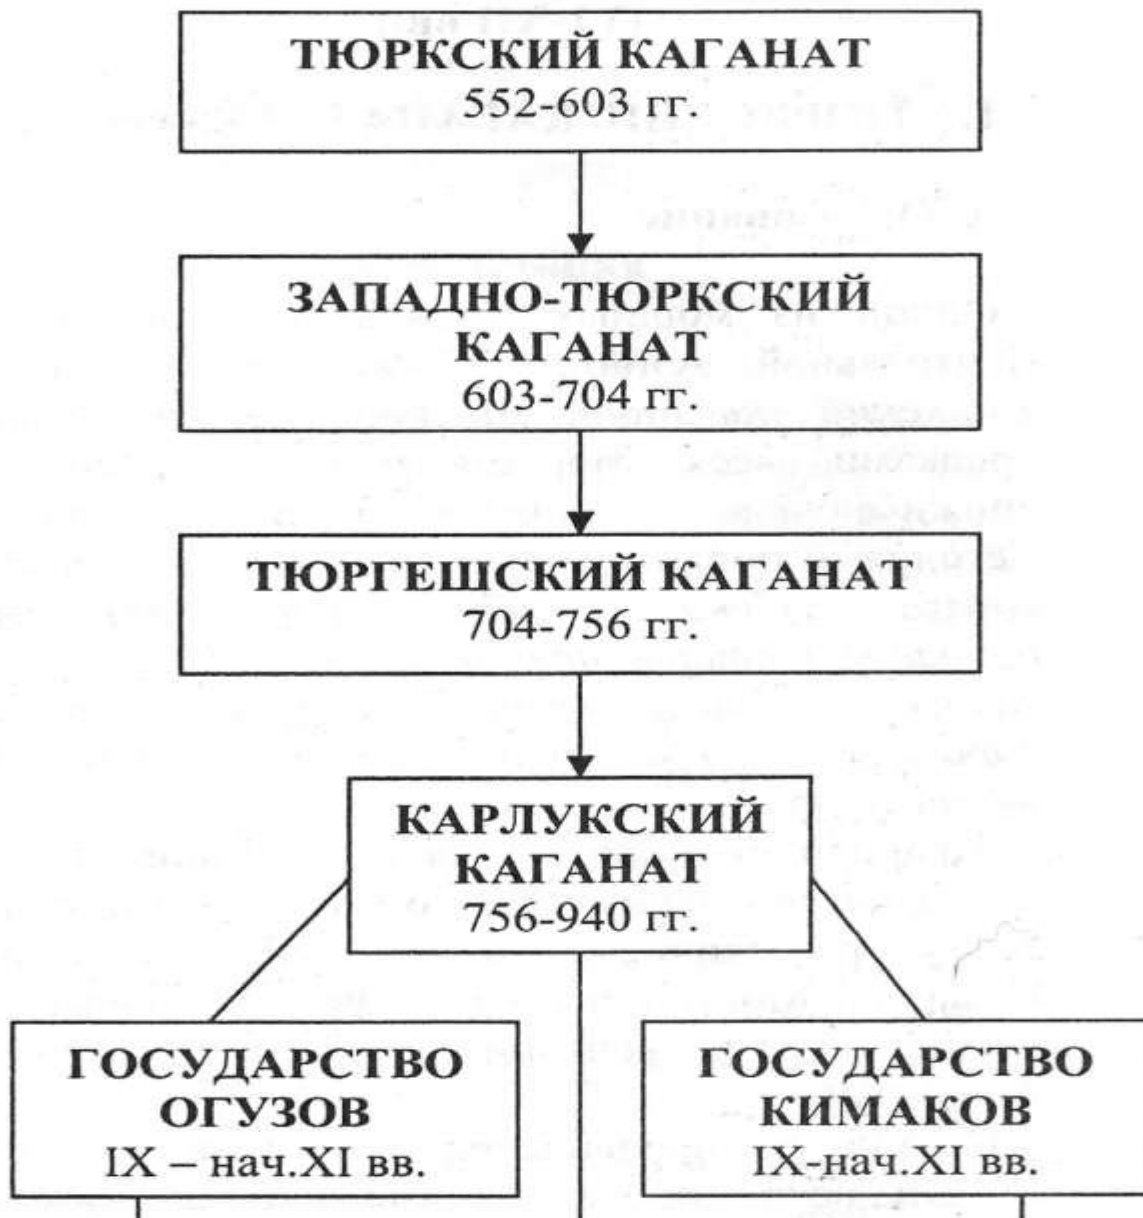 ТЮРКСКИЙ КАГАНАТ
552-603 гг.
ЗАПАДНО-ТЮРКСКИЙ
КАГАНАТ
603-704 гг.
ТЮРГЕШСКИЙ КАГАНАТ
704-756 гг.
КАРЛУКСКИЙ
КАГАНАТ
756-940 гг.
ГОСУДАРСТВО
ОГУЗОВ
IX – нач.XI вв.
ГОСУДАРСТВО
КИМАКОВ
IX-нач.XI вв.